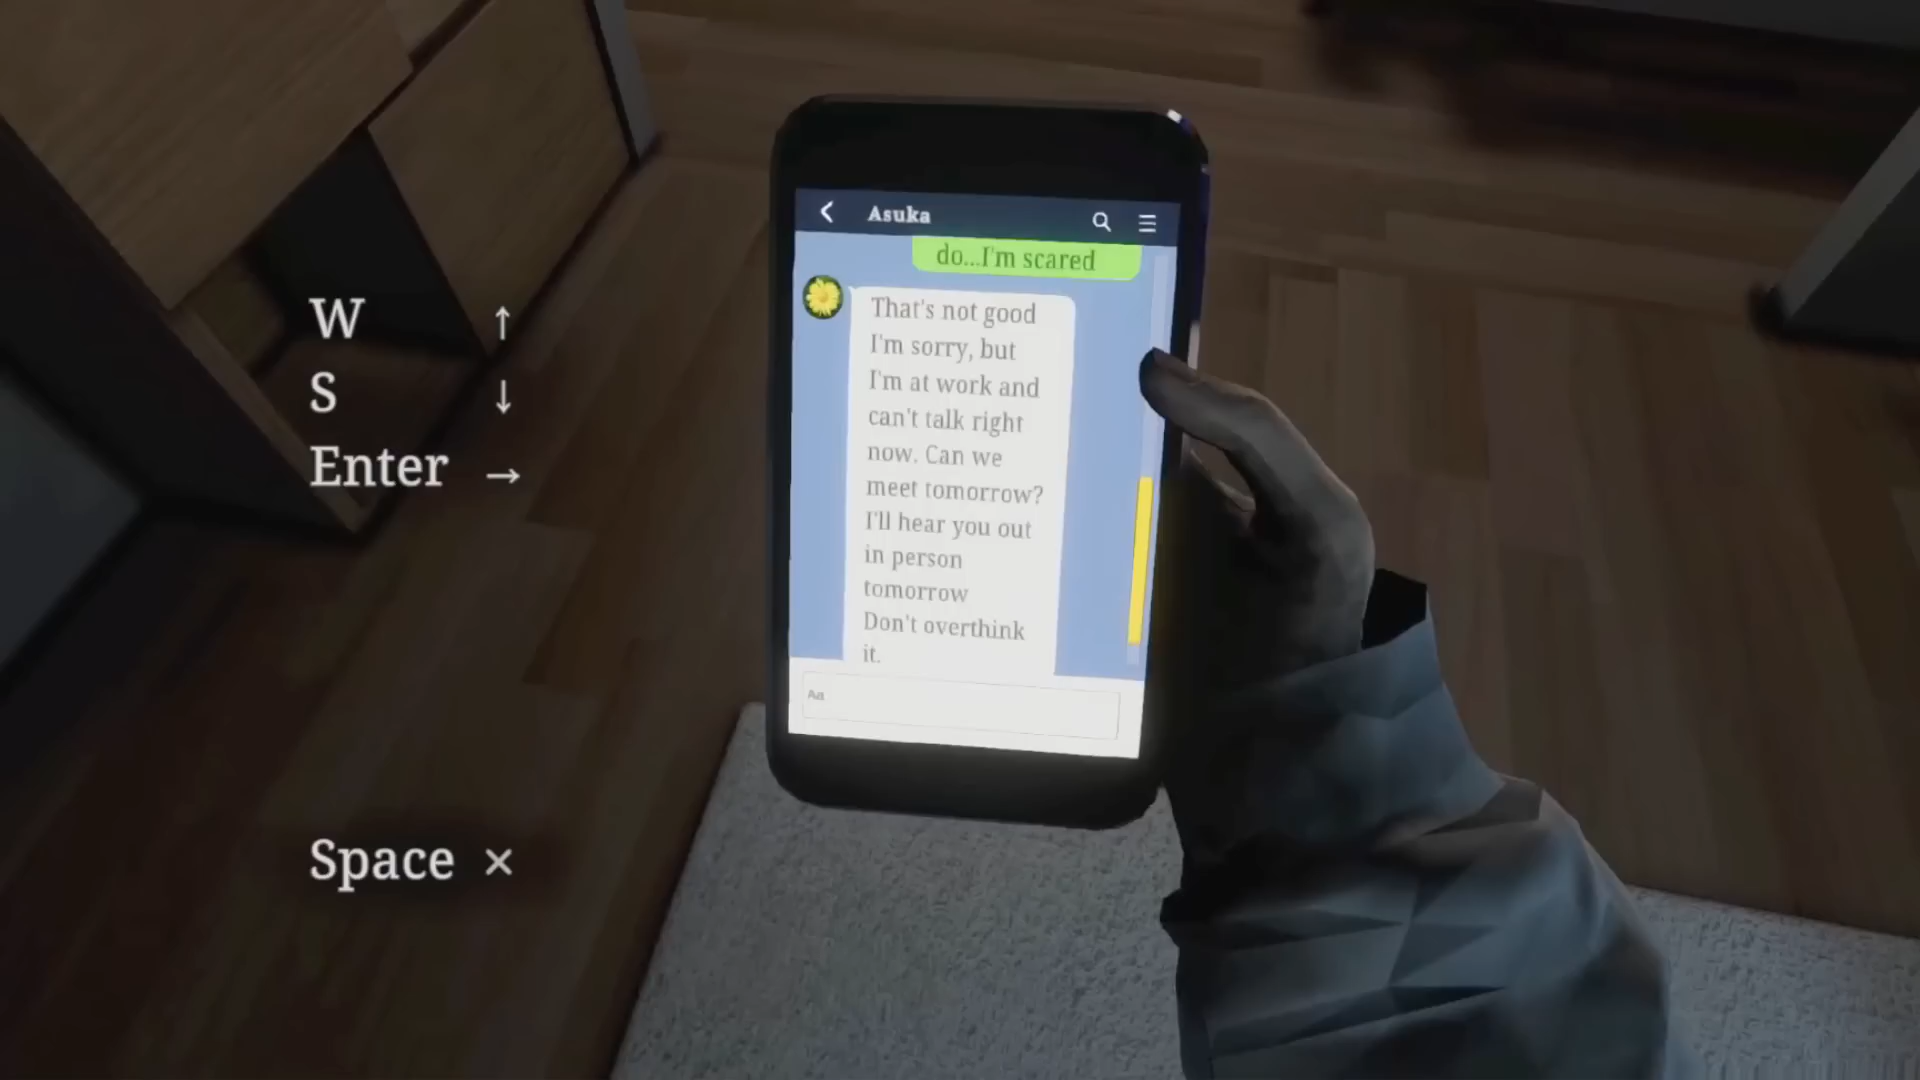 Asuka
do...I'm scared
That's not good
I'm sorry, but
I'm at work and
can't talk right
now. Can we
meet tomorrow?
I'll hear you out
in person
tomorrow
Don't overthink
it.
Aa
W ↑
S ↓
Enter →
Space ×